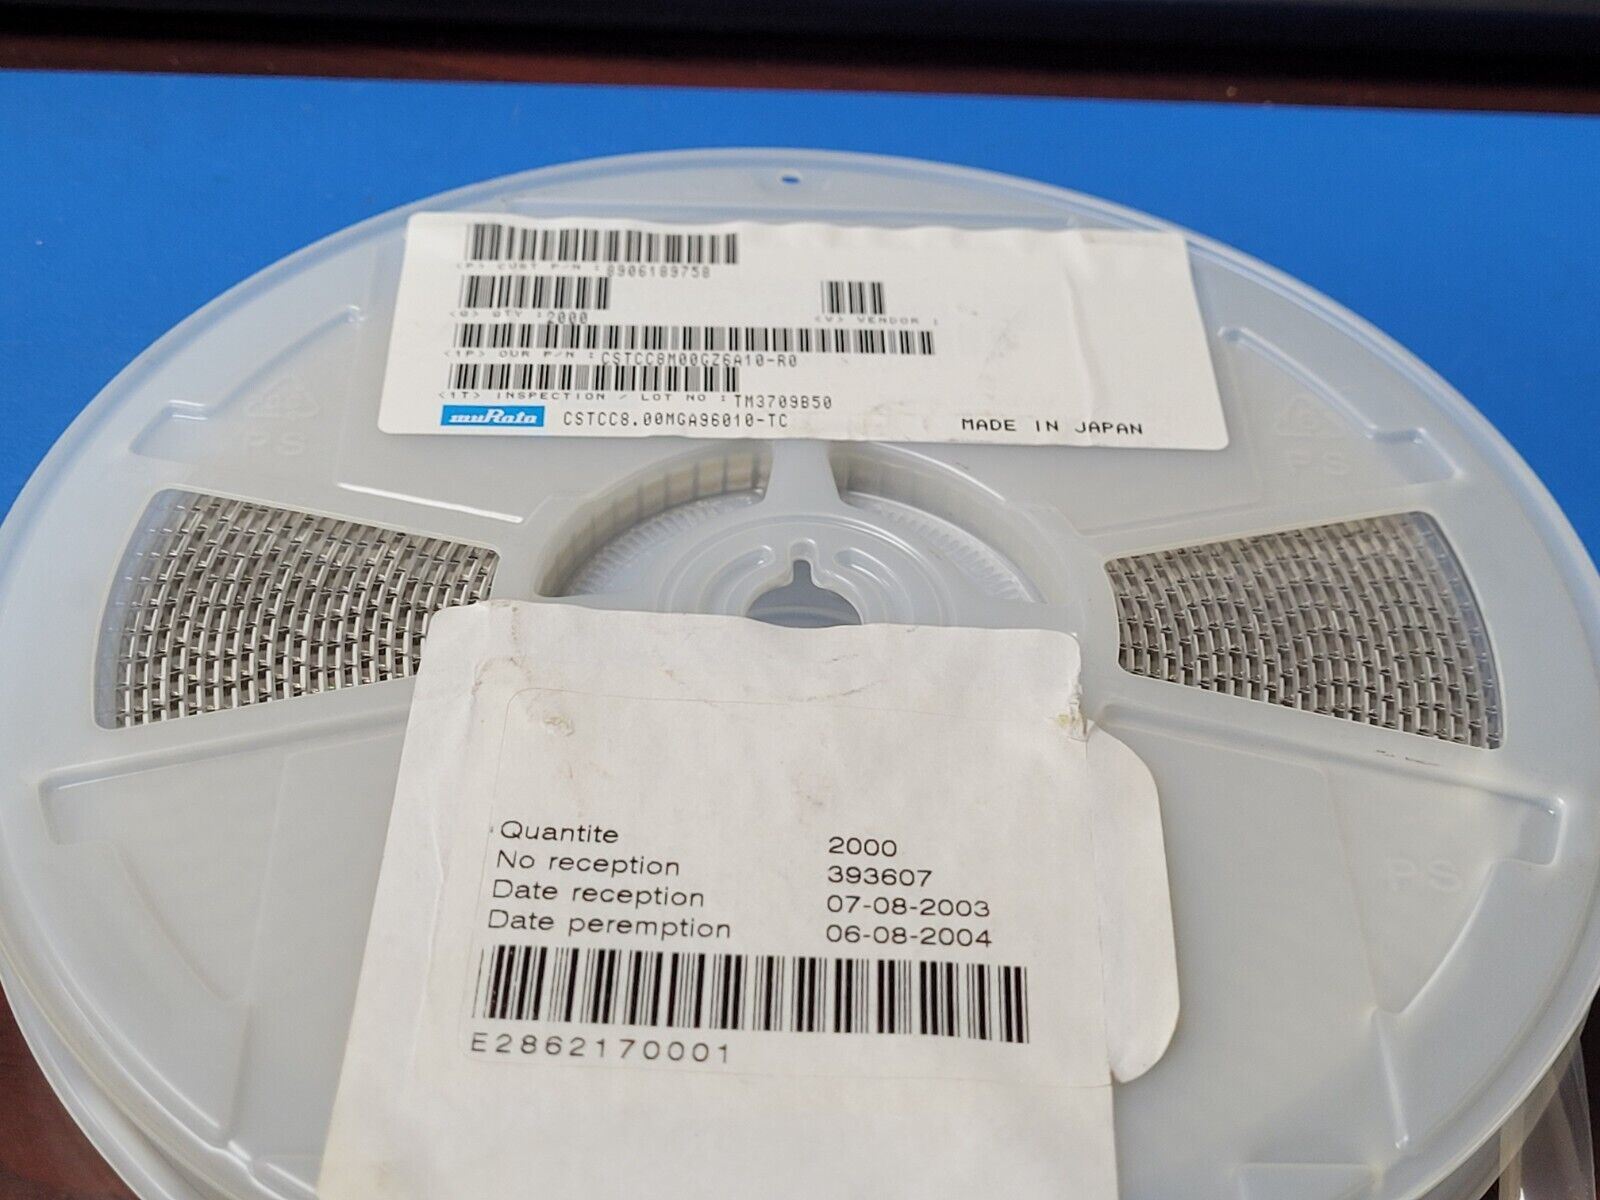 <P> CUST P/N : 8906189758
<Q> QTY : 2000
<V> VENDOR :
<1P> OUR P/N : CSTCC8M00GZ6A10-R0
<1T> INSPECTION / LOT NO : TM3709B50
muRata CSTCC8.00MGA96010-TC MADE IN JAPAN
PS
PS
PS
Quantite 2000
No reception 393607
Date reception 07-08-2003
Date peremption 06-08-2004
E2862170001